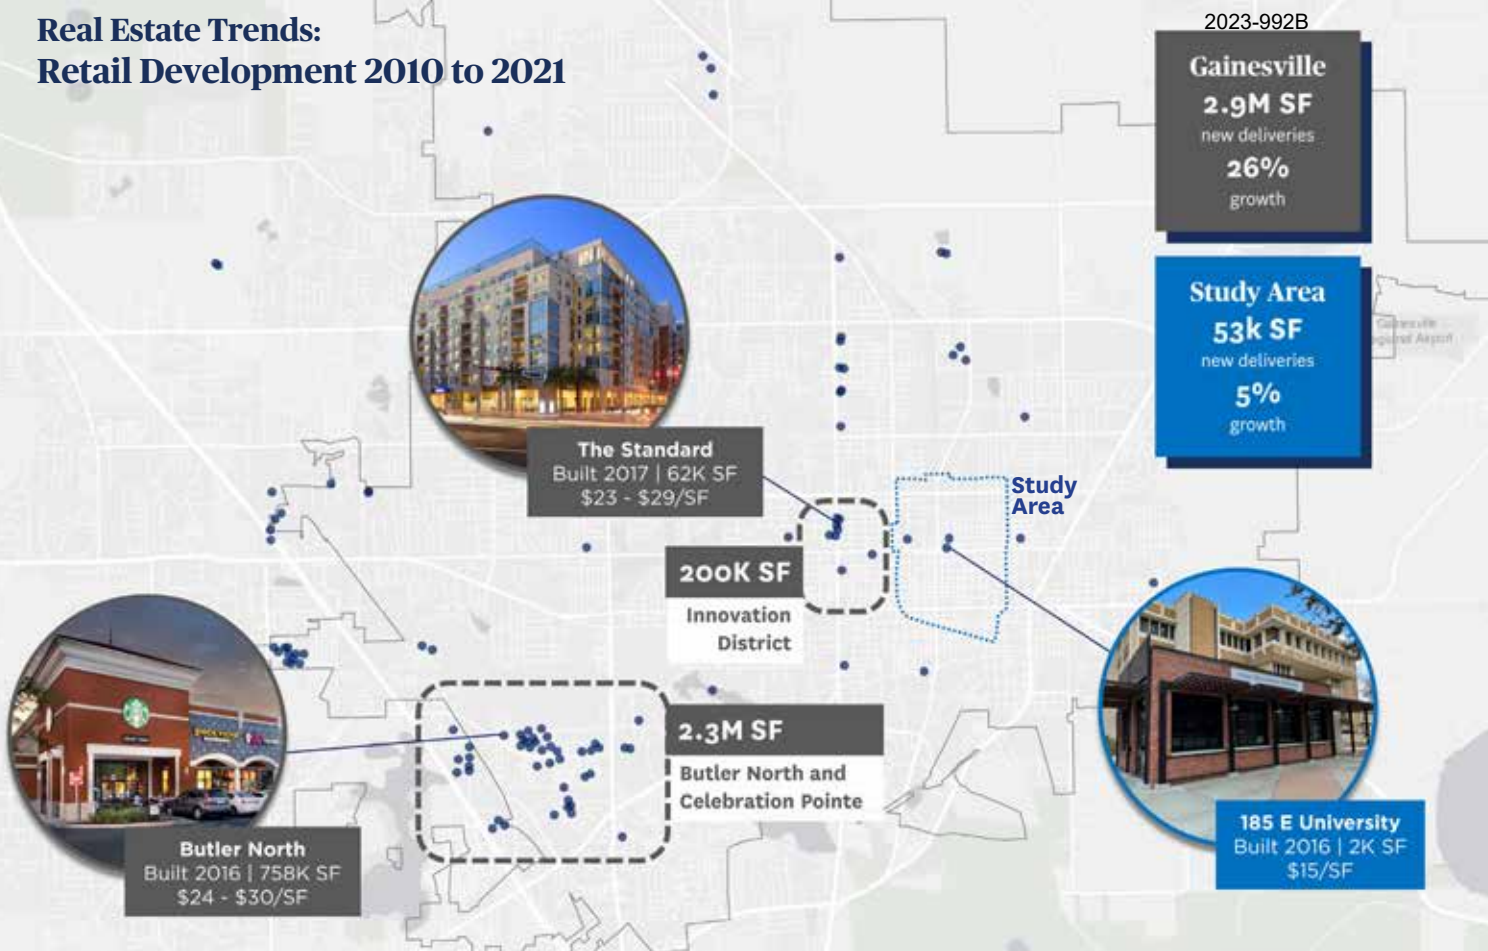 Real Estate Trends:
Retail Development 2010 to 2021
2023-992B
Gainesville
2.9M SF
new deliveries
26%
growth
Study Area
53k SF
new deliveries
5%
growth
Gainesville
Regional Airport
The Standard
Built 2017 | 62K SF
$23 - $29/SF
Study
Area
200K SF
Innovation
District
2.3M SF
Butler North and
Celebration Pointe
Butler North
Built 2016 | 758K SF
$24 - $30/SF
185 E University
Built 2016 | 2K SF
$15/SF